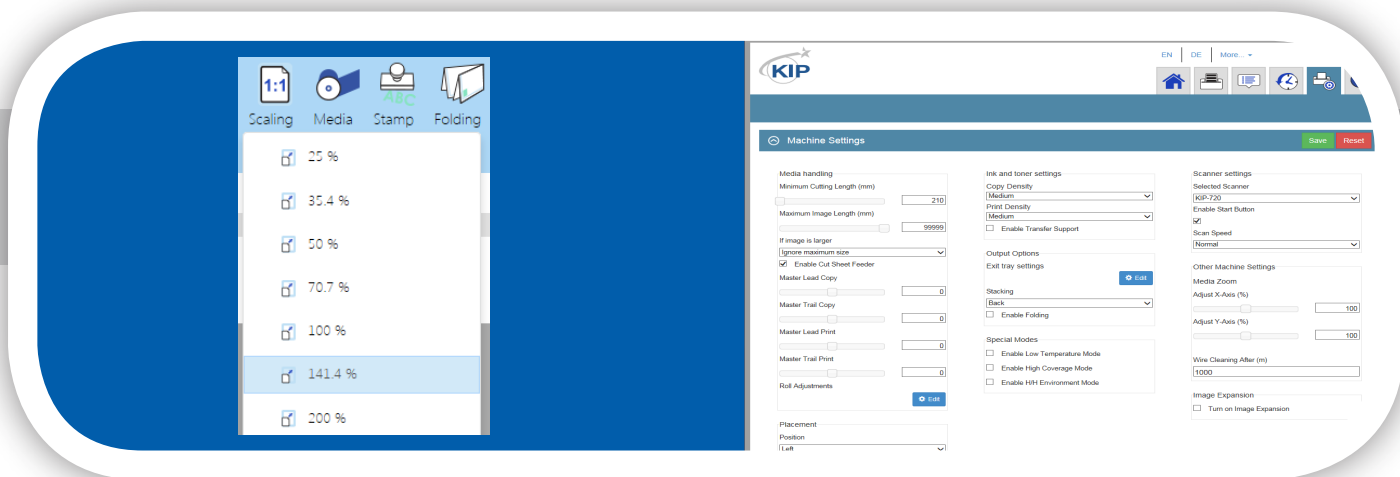 1:1
ABC
Scaling Media Stamp Folding
25 %
35.4 %
50 %
70.7 %
100 %
141.4 %
200 %
KIP
EN DE More...
Machine Settings
Save Reset
Media handling
Minimum Cutting Length (mm)
210
Maximum Image Length (mm)
99999
If image is larger
Ignore maximum size
Enable Cut Sheet Feeder
Master Lead Copy
0
Master Trail Copy
0
Master Lead Print
0
Master Trail Print
0
Roll Adjustments
Edit
Placement
Position
Left
Ink and toner settings
Copy Density
Medium
Print Density
Medium
Enable Transfer Support
Output Options
Exit tray settings
Edit
Stacking
Back
Enable Folding
Special Modes
Enable Low Temperature Mode
Enable High Coverage Mode
Enable H/H Environment Mode
Scanner settings
Selected Scanner
KIP-720
Enable Start Button
Scan Speed
Normal
Other Machine Settings
Media Zoom
Adjust X-Axis (%)
100
Adjust Y-Axis (%)
100
Wire Cleaning After (m)
1000
Image Expansion
Turn on Image Expansion